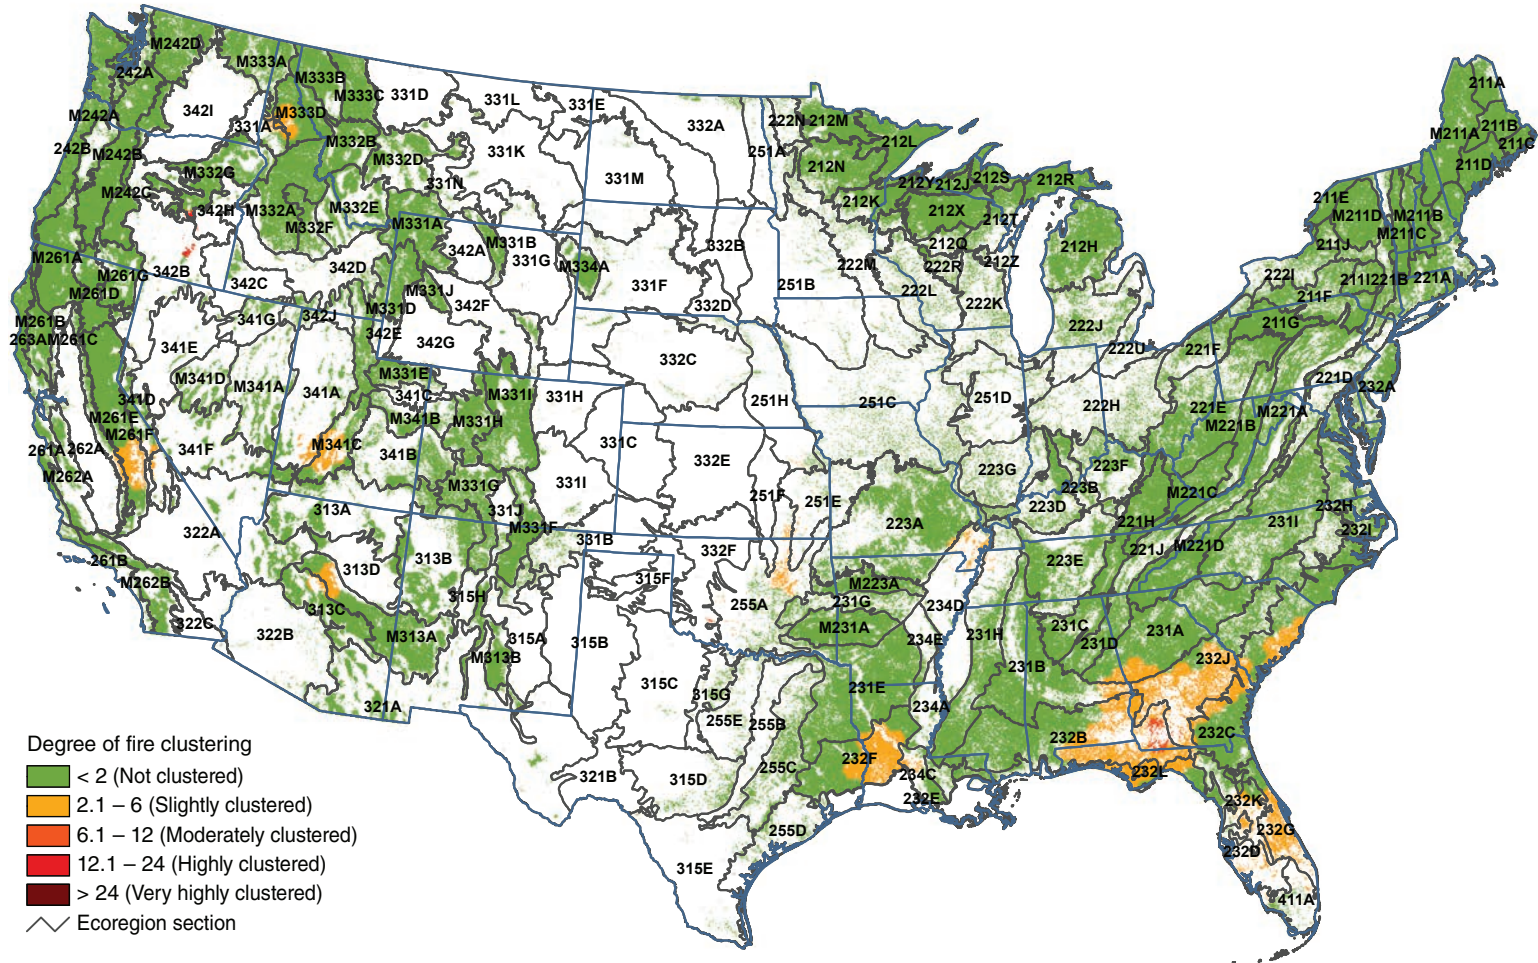 M242D
242A
M333A
M333B
M333C
331D
331L
331E
332A
222N
212M
212L
342I
M242A
331A
M333D
242B
M242B
M332B
M332D
331K
251A
212N
M332G
331N
331M
212K
212Y
212J
212S
212R
M242C
342H
M332A
M332E
M332F
M331A
212X
212T
342A
M331B
331G
M334A
332B
212Q
212Z
212H
M261A
M261G
342B
342C
342D
331F
222M
222R
M261D
M331J
342F
332D
251B
222L
222K
M331D
342J
341G
342E
342G
222J
M261B
263A
M261C
341E
332C
222U
M341D
M341A
341A
M331E
341C
M331I
331H
251H
251C
251D
222H
341D
M261E
M261F
M341B
M331H
331C
261A
262A
341F
M341C
341B
332E
M262A
M331G
331I
251F
251E
223G
223F
223B
223D
313A
331J
M331F
223A
322A
331B
332F
221H
261B
313D
313B
315F
223E
221J
M221D
M262B
315H
255A
M223A
231G
234D
313C
322C
322B
M313A
315A
315B
M231A
234E
231H
231C
231D
231A
M313B
231B
232J
321A
315C
315G
231E
234A
255E
255B
232B
232C
255C
232F
234C
232L
321B
315D
232E
232K
255D
232G
232D
315E
411A
211A
M211A
211B
211C
211D
211E
M211D
M211B
M211C
211J
222I
211I
221B
221A
211F
211G
221F
221D
232A
221E
M221A
M221B
M221C
232H
231I
232I
Degree of fire clustering
< 2 (Not clustered)
2.1 – 6 (Slightly clustered)
6.1 – 12 (Moderately clustered)
12.1 – 24 (Highly clustered)
> 24 (Very highly clustered)
Ecoregion section